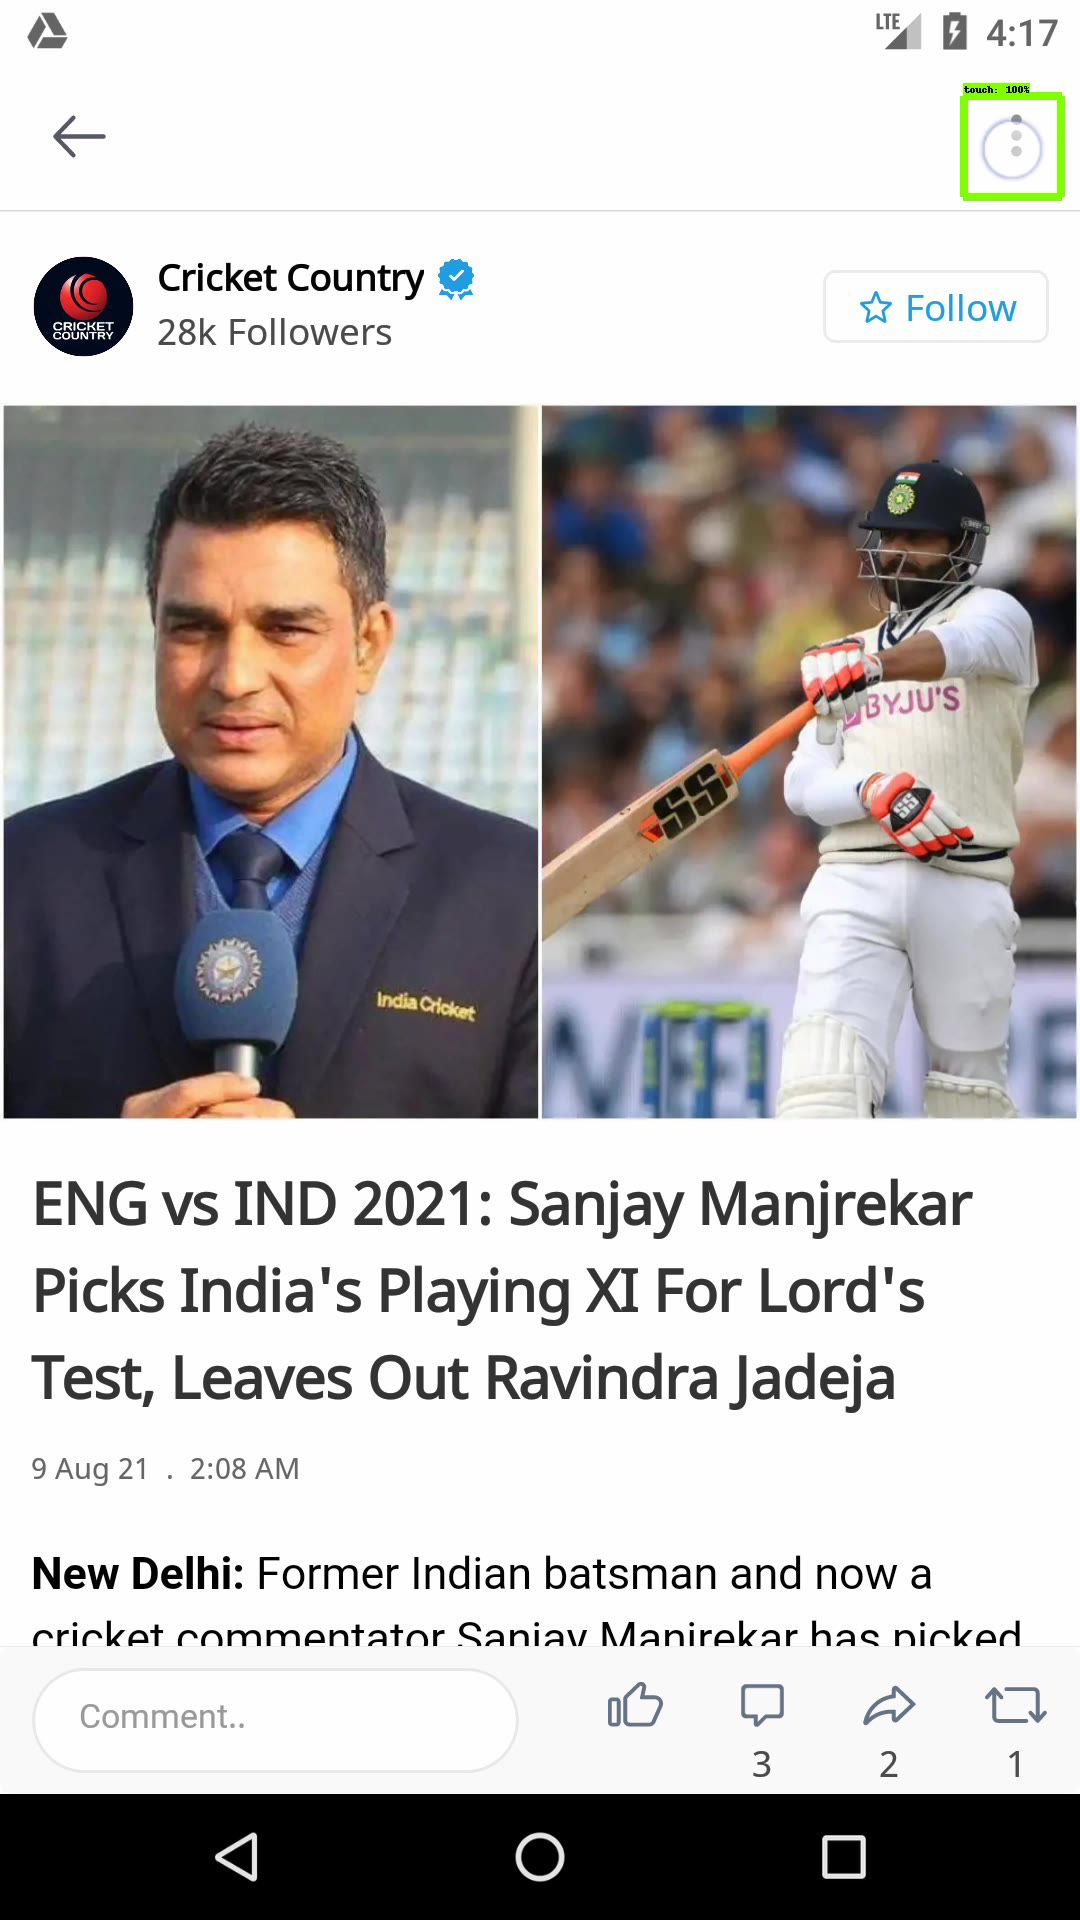 LTE 4:17
touch: 100%
Cricket Country
28k Followers
Follow
CRICKET
COUNTRY
BYJU'S
SS
SS
India Cricket
ENG vs IND 2021: Sanjay Manjrekar
Picks India's Playing XI For Lord's
Test, Leaves Out Ravindra Jadeja
9 Aug 21 . 2:08 AM
New Delhi: Former Indian batsman and now a
cricket commentator Sanjay Manjrekar has picked
Comment..
3 2 1